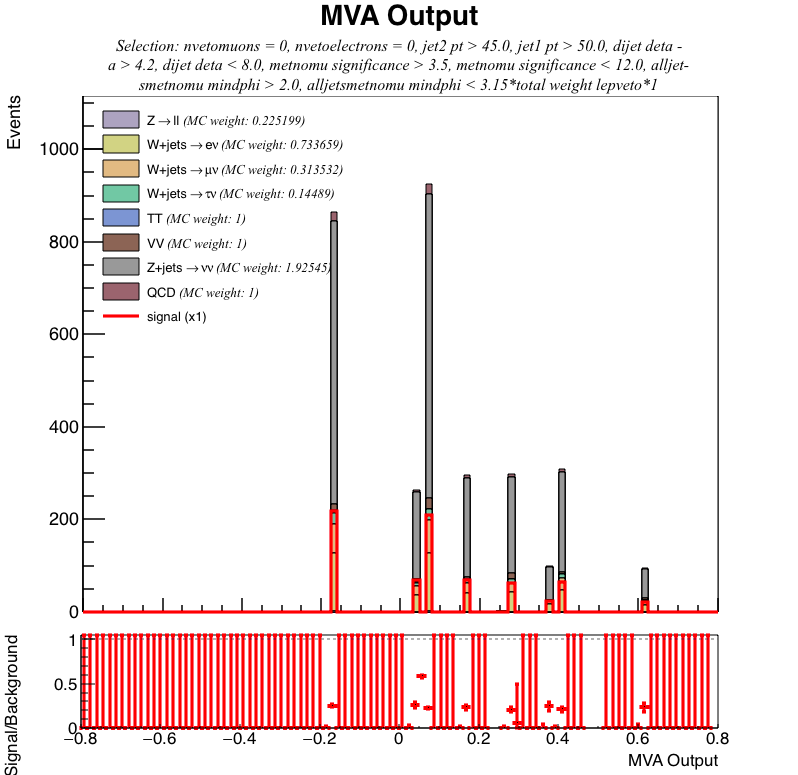 MVA Output
Selection: nvetomuons = 0, nvetoelectrons = 0, jet2 pt > 45.0, jet1 pt > 50.0, dijet deta -
a > 4.2, dijet deta < 8.0, metnomu significance > 3.5, metnomu significance < 12.0, alljet-
smetnomu mindphi > 2.0, alljetsmetnomu mindphi < 3.15*total weight lepveto*1
Events
1000
800
600
400
200
0
Z → ll (MC weight: 0.225199)
W+jets → eν (MC weight: 0.733659)
W+jets → μν (MC weight: 0.313532)
W+jets → τν (MC weight: 0.14489)
TT (MC weight: 1)
VV (MC weight: 1)
Z+jets → νν (MC weight: 1.92545)
QCD (MC weight: 1)
signal (x1)
Signal/Background
1
0.5
0
−0.8 −0.6 −0.4 −0.2 0 0.2 0.4 0.6 0.8
MVA Output